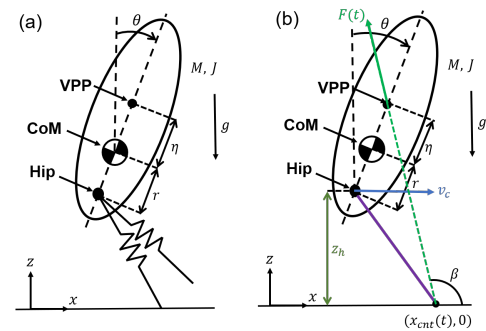 (a)
θ
M, J
VPP
CoM
η
g
Hip
r
z
x
(b)
F(t)
θ
M, J
VPP
CoM
η
g
Hip
r
v_c
z_h
z
β
x
(x_cnt(t), 0)